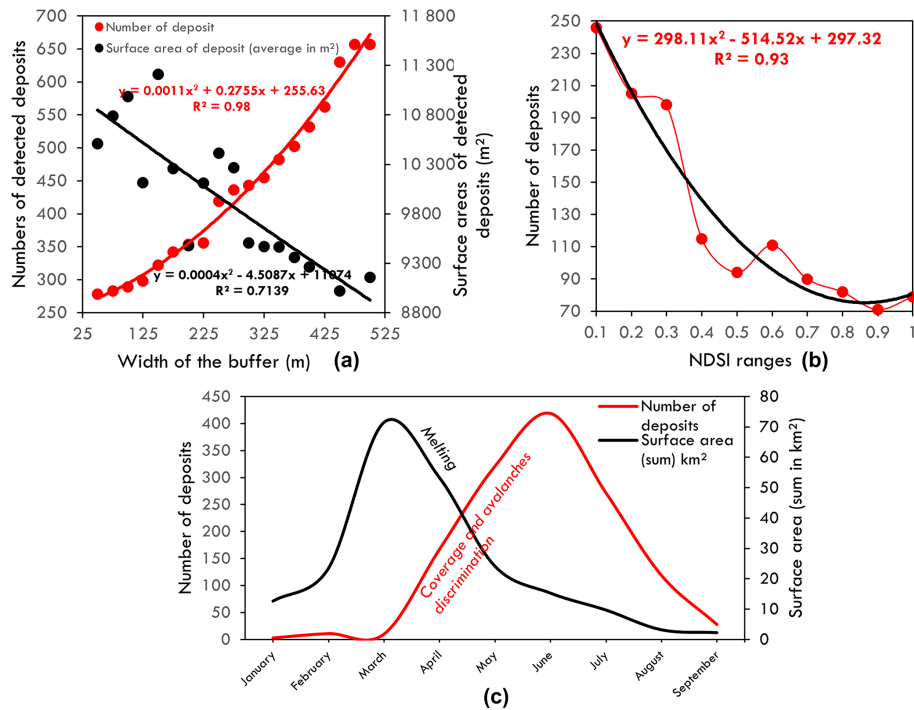 700
650
600
550
500
450
400
350
300
250
Numbers of detected deposits
Number of deposit
Surface area of deposit (average in m²)
y = 0.0011x² + 0.2755x + 255.63
R² = 0.98
y = 0.0004x² - 4.5087x + 11074
R² = 0.7139
11 800
11 300
10 800
10 300
9 800
9 300
8 800
Surface areas of detected
deposits (m²)
25 125 225 325 425 525
Width of the buffer (m) (a)
250
230
210
190
170
150
130
110
90
70
Number of deposits
y = 298.11x² - 514.52x + 297.32
R² = 0.93
0.1 0.2 0.3 0.4 0.5 0.6 0.7 0.8 0.9 1
NDSI ranges (b)
450
400
350
300
250
200
150
100
50
0
Number of deposits
Number of
deposits
Surface area
(sum) km²
Melting
Coverage and avalanches
discrimination
80
70
60
50
40
30
20
10
0
Surface area (sum in km²)
January February March April May June July August September
(c)